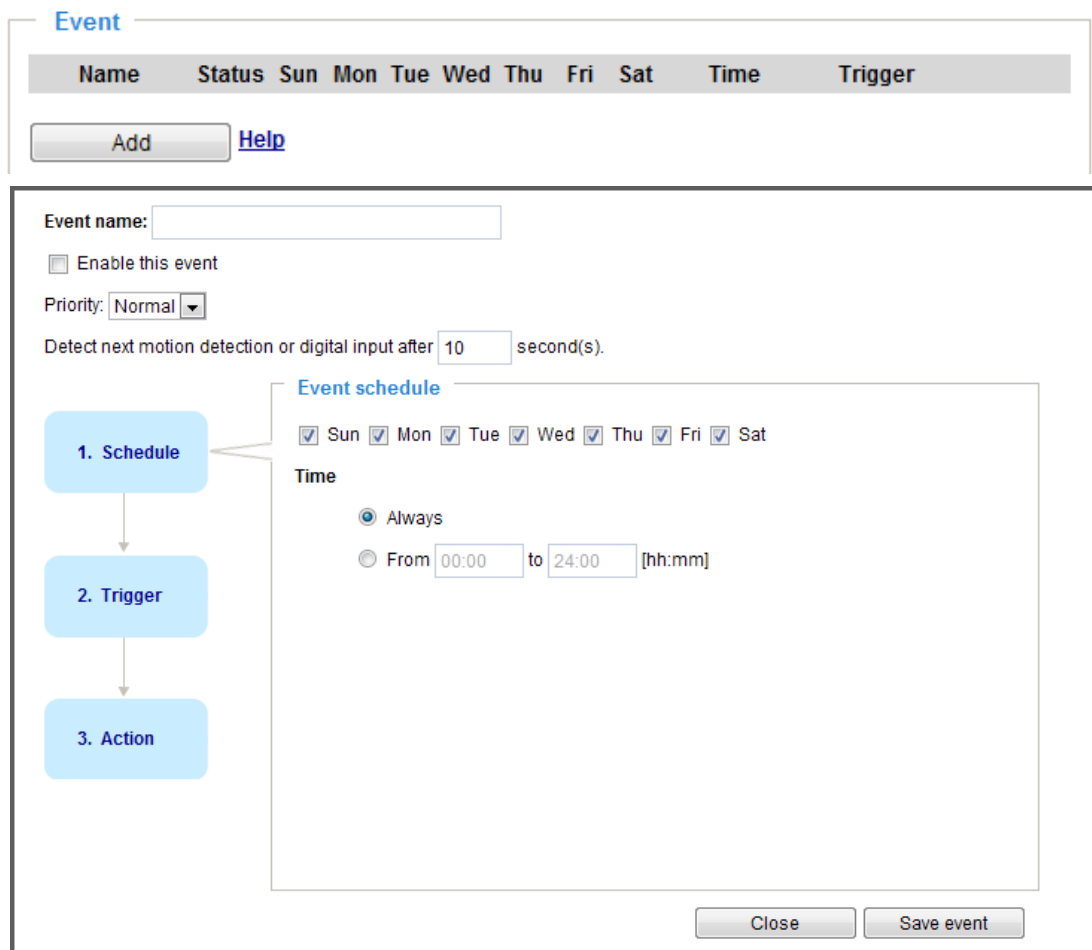 Event
Name Status Sun Mon Tue Wed Thu Fri Sat Time Trigger
Add Help
Event name:
Enable this event
Priority: Normal
Detect next motion detection or digital input after 10 second(s).
Event schedule
1. Schedule
Sun Mon Tue Wed Thu Fri Sat
Time
Always
From 00:00 to 24:00 [hh:mm]
2. Trigger
3. Action
Close Save event